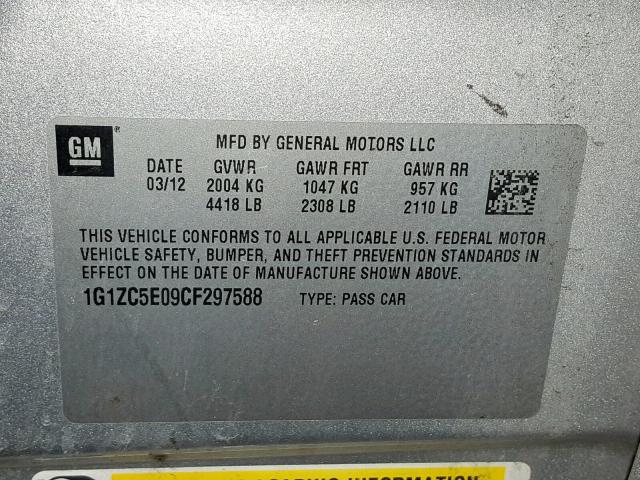 GM
MFD BY GENERAL MOTORS LLC
DATE GVWR GAWR FRT GAWR RR
03/12 2004 KG 1047 KG 957 KG
4418 LB 2308 LB 2110 LB
THIS VEHICLE CONFORMS TO ALL APPLICABLE U.S. FEDERAL MOTOR
VEHICLE SAFETY, BUMPER, AND THEFT PREVENTION STANDARDS IN
EFFECT ON THE DATE OF MANUFACTURE SHOWN ABOVE.
1G1ZC5E09CF297588 TYPE: PASS CAR
LOADING INFORMATION